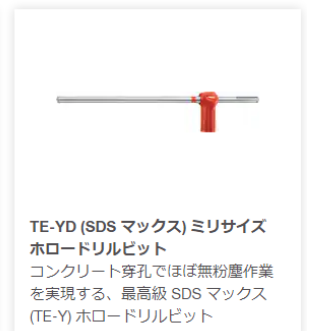 TE-YD (SDS マックス) ミリサイズ
ホロードリルビット
コンクリート穿孔でほぼ無粉塵作業
を実現する、最高級 SDS マックス
(TE-Y) ホロードリルビット